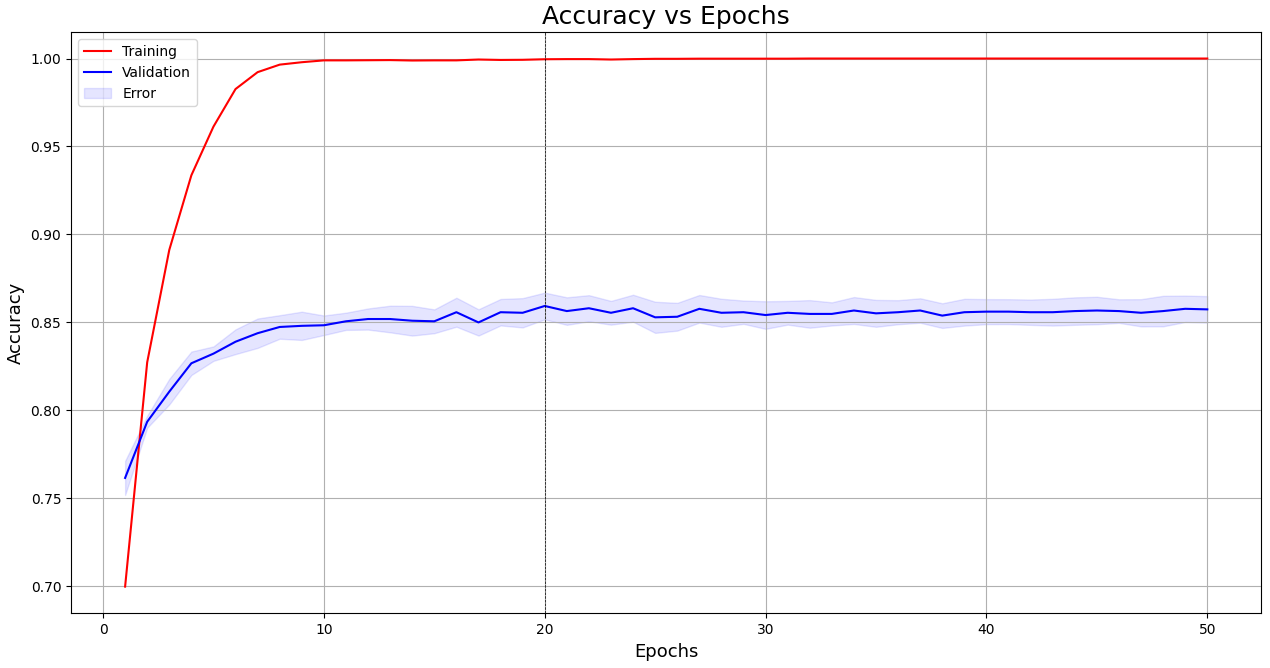 Accuracy vs Epochs
Training
Validation
Error
Accuracy
1.00
0.95
0.90
0.85
0.80
0.75
0.70
0 10 20 30 40 50
Epochs